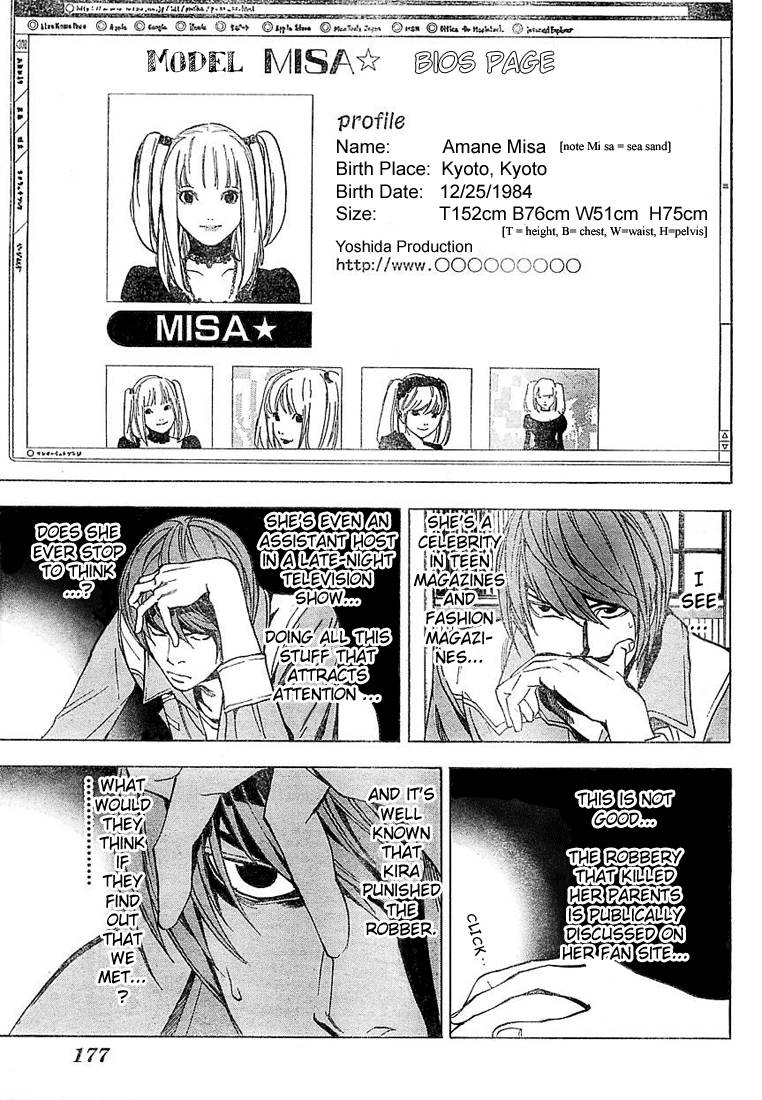 MODEL MISA☆ BIOS PAGE
profile
Name: Amane Misa [note Mi sa = sea sand]
Birth Place: Kyoto, Kyoto
Birth Date: 12/25/1984
Size: T152cm B76cm W51cm H75cm
[T = height, B= chest, W=waist, H=pelvis]
Yoshida Production
http://www.○○○○○○○○○
MISA★
I
SEE
...
SHE'S A
CELEBRITY
IN TEEN
MAGAZINES
AND
FASHION
MAGAZI-
NES...
SHE'S EVEN AN
ASSISTANT HOST
IN A LATE-NIGHT
TELEVISION
SHOW...
DOING ALL THIS
STUFF THAT
ATTRACTS
ATTENTION ...
DOES SHE
EVER STOP
TO THINK
...?
THIS IS NOT
GOOD...
THE ROBBERY
THAT KILLED
HER PARENTS
IS PUBLICALLY
DISCUSSED ON
HER FAN SITE...
CLICK..
AND IT'S
WELL
KNOWN
THAT
KIRA
PUNISHED
THE
ROBBER.
WHAT
WOULD
THEY
THINK
IF
THEY
FIND
OUT
THAT
WE
MET...
?
177